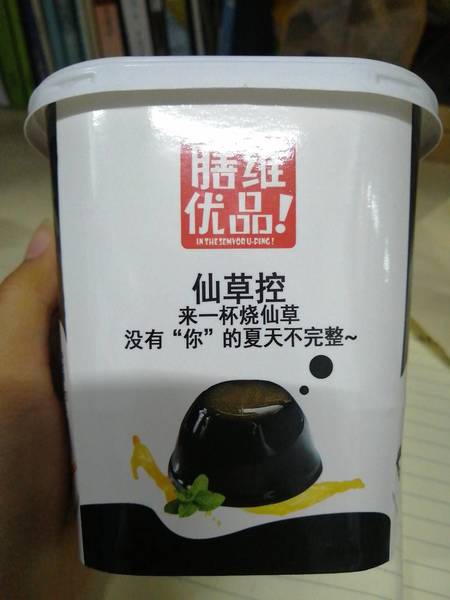 膳维
优品!
IN THE SEMYOR U-PING!
仙草控
来一杯烧仙草
没有“你”的夏天不完整~